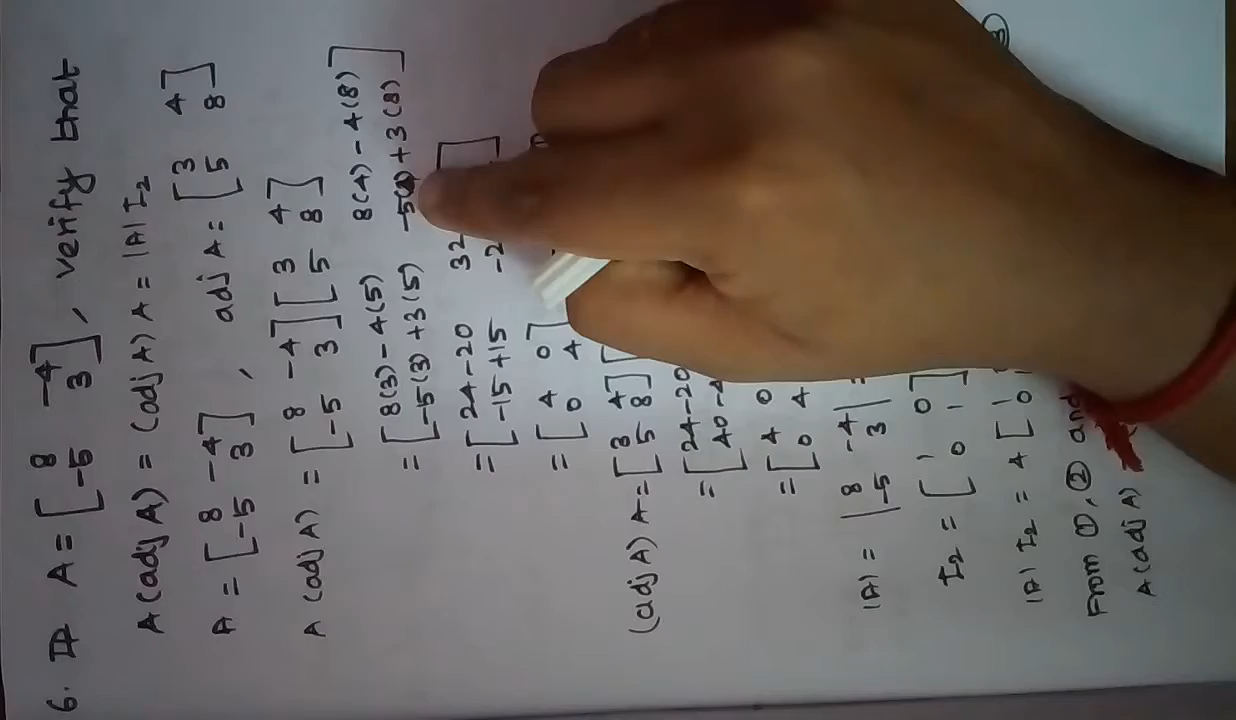 6. If A = [8 -4 -5 3], verify that
A(adj A) = (adj A) A = |A| I₂
A = [8 -4 -5 3], adj A = [3 4 5 8]
A (adj A) = [8 -4 -5 3] [3 4 5 8]
= [8(3)-4(5) 8(4)-4(8)
-5(3)+3(5) -5(4)+3(8)]
= [24-20 32
-15+15 -2
= [4 0 0 4]
(adj A) A = [3 4 5 8] [
= [24-20
40-4
= [4 0 0 4
|A| = |8 -4 -5 3| =
I₂ = [1 0 0 1]
|A| I₂ = 4 [1 0
From ①, ② and
A (adj A)